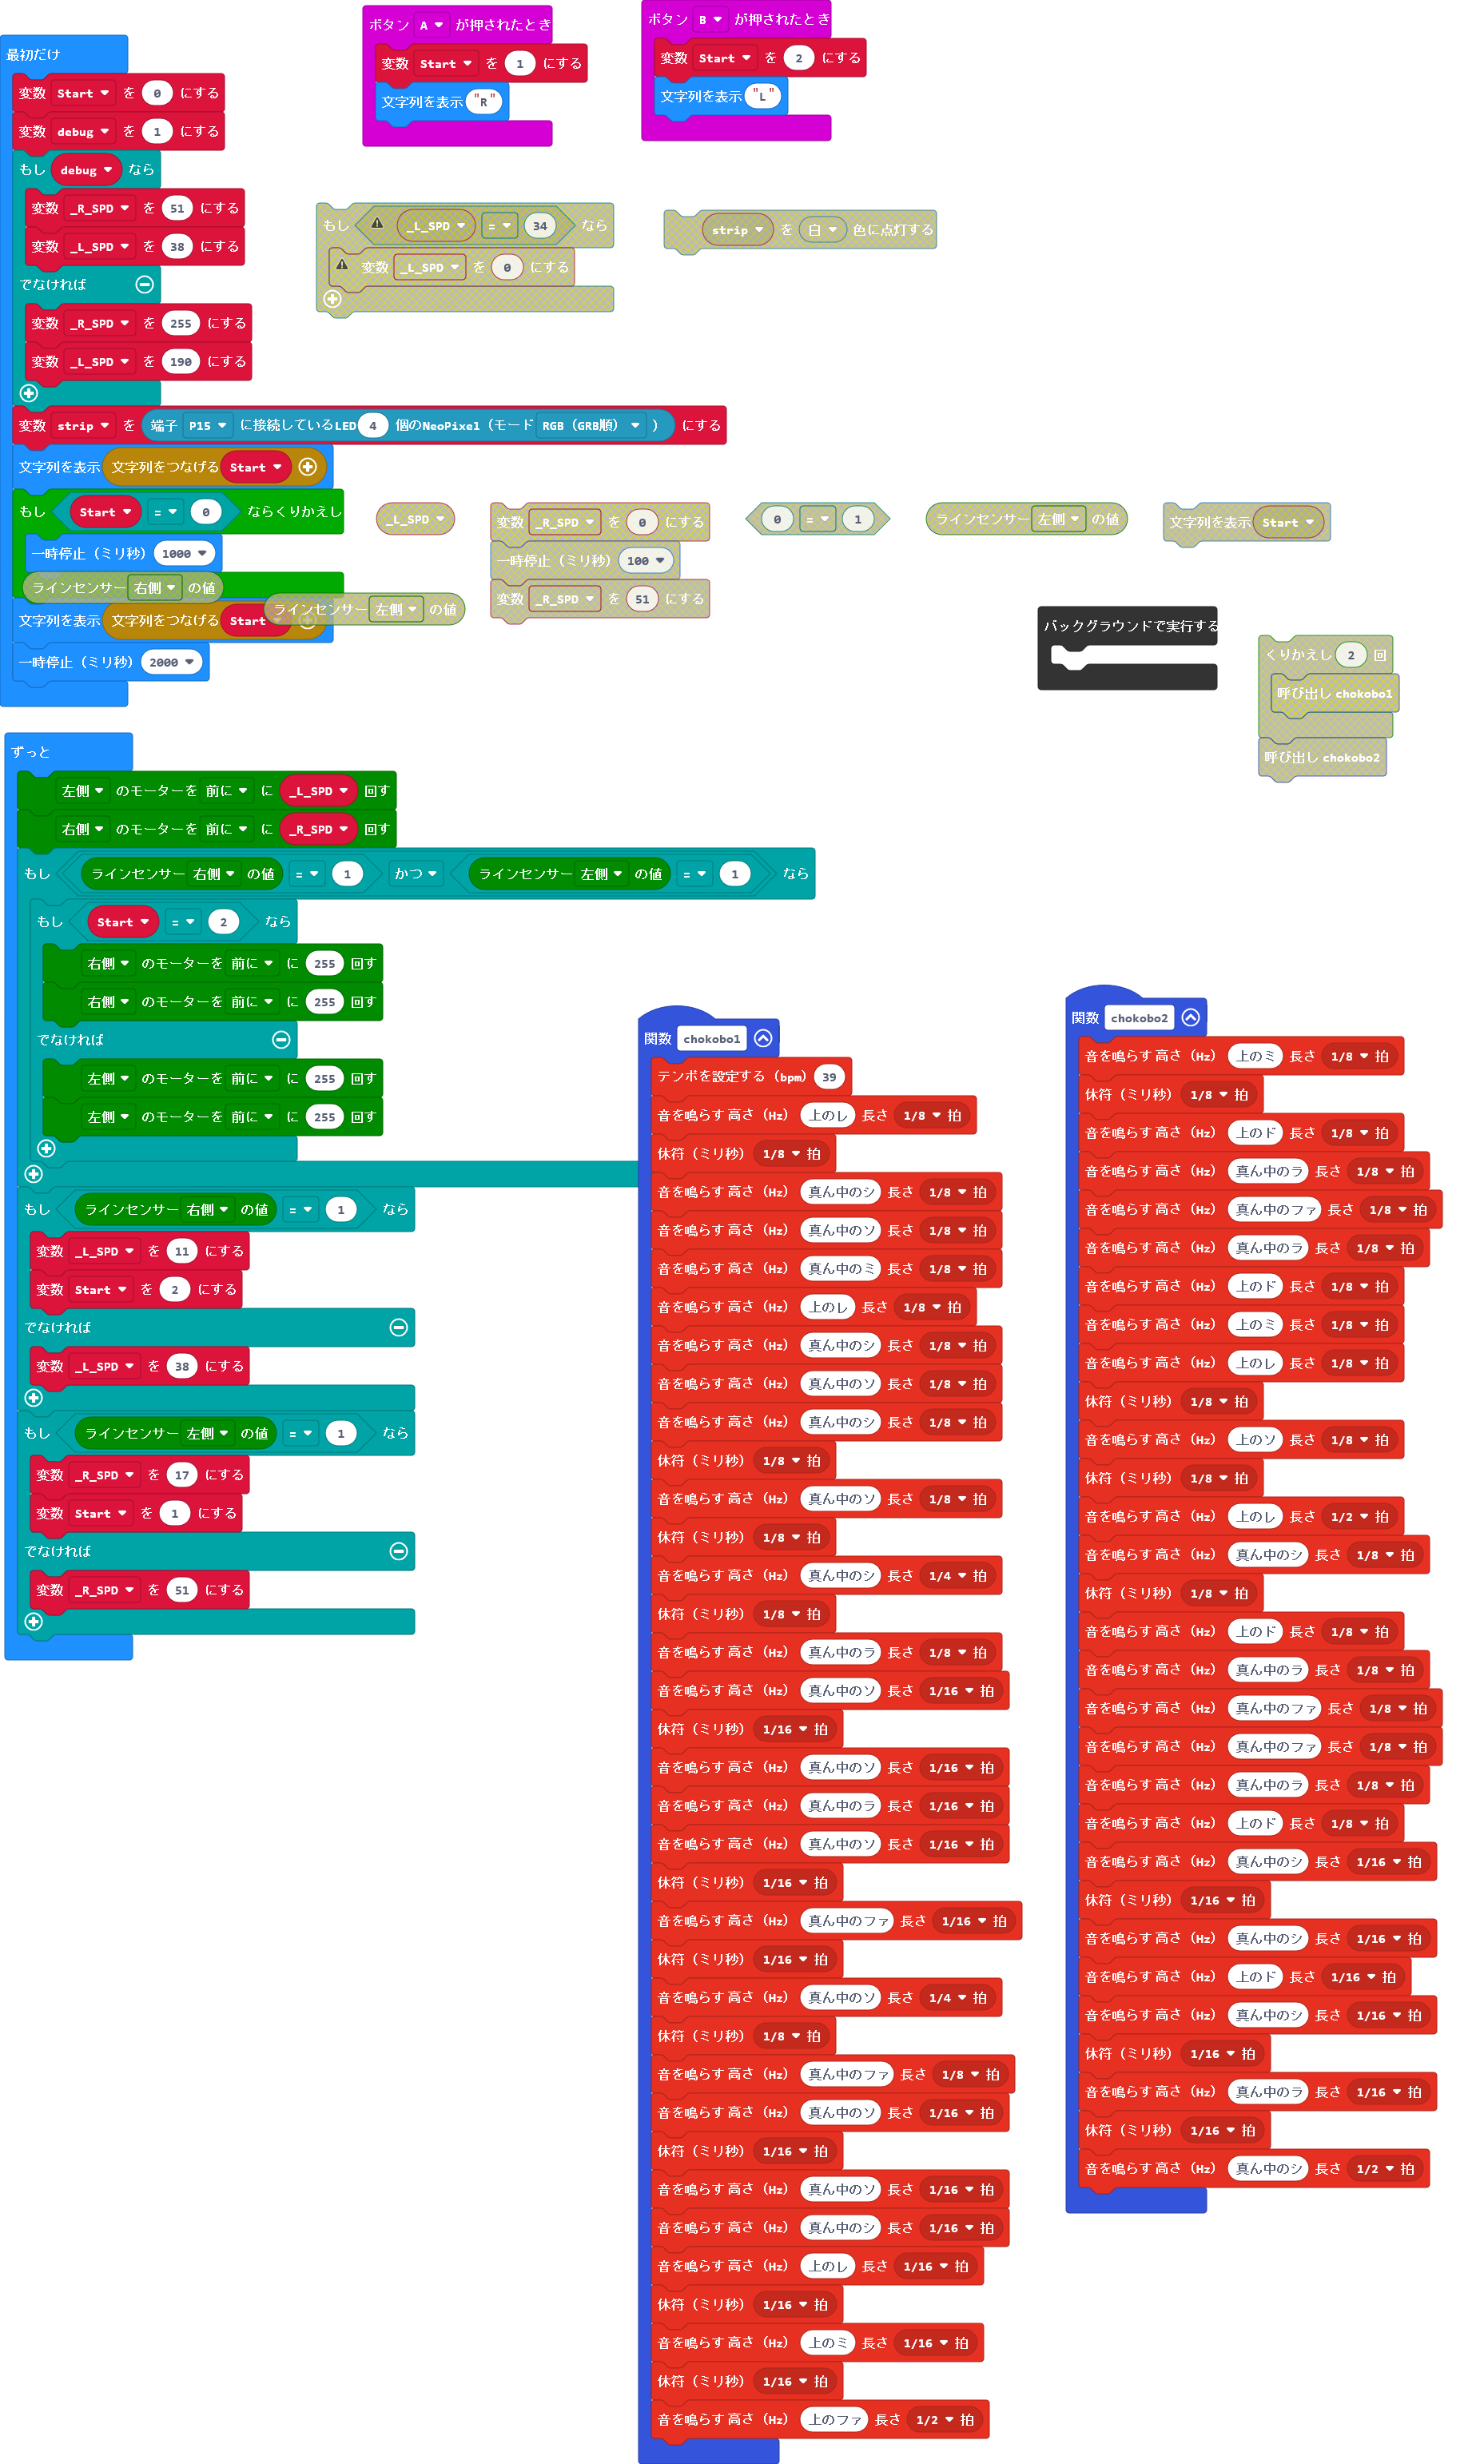 最初だけ
変数 Start を 0 にする
変数 debug を 1 にする
もし debug なら
変数 _R_SPD を 51 にする
変数 _L_SPD を 38 にする
でなければ
変数 _R_SPD を 255 にする
変数 _L_SPD を 190 にする
変数 strip を 端子 P15 に接続しているLED 4 個のNeoPixel（モード RGB（GRB順） ） にする
文字列を表示 文字列をつなげる Start
もし Start = 0 ならくりかえし
一時停止（ミリ秒） 1000
ラインセンサー 右側 の値
文字列を表示 文字列をつなげる Start
一時停止（ミリ秒） 2000
ボタン A が押されたとき
変数 Start を 1 にする
文字列を表示 "R"
ボタン B が押されたとき
変数 Start を 2 にする
文字列を表示 "L"
もし _L_SPD = 34 なら
変数 _L_SPD を 0 にする
strip を 白 色に点灯する
_L_SPD
変数 _R_SPD を 0 にする
一時停止（ミリ秒） 100
変数 _R_SPD を 51 にする
0 = 1
ラインセンサー 左側 の値
文字列を表示 Start
ラインセンサー 左側 の値
バックグラウンドで実行する
くりかえし 2 回
呼び出し chokobo1
呼び出し chokobo2
ずっと
左側 のモーターを 前に に _L_SPD 回す
右側 のモーターを 前に に _R_SPD 回す
もし ラインセンサー 右側 の値 = 1 かつ ラインセンサー 左側 の値 = 1 なら
もし Start = 2 なら
右側 のモーターを 前に に 255 回す
右側 のモーターを 前に に 255 回す
でなければ
左側 のモーターを 前に に 255 回す
左側 のモーターを 前に に 255 回す
もし ラインセンサー 右側 の値 = 1 なら
変数 _L_SPD を 11 にする
変数 Start を 2 にする
でなければ
変数 _L_SPD を 38 にする
もし ラインセンサー 左側 の値 = 1 なら
変数 _R_SPD を 17 にする
変数 Start を 1 にする
でなければ
変数 _R_SPD を 51 にする
関数 chokobo1
テンポを設定する（bpm） 39
音を鳴らす 高さ（Hz） 上のレ 長さ 1/8 拍
休符（ミリ秒） 1/8 拍
音を鳴らす 高さ（Hz） 真ん中のシ 長さ 1/8 拍
音を鳴らす 高さ（Hz） 真ん中のソ 長さ 1/8 拍
音を鳴らす 高さ（Hz） 真ん中のミ 長さ 1/8 拍
音を鳴らす 高さ（Hz） 上のレ 長さ 1/8 拍
音を鳴らす 高さ（Hz） 真ん中のシ 長さ 1/8 拍
音を鳴らす 高さ（Hz） 真ん中のソ 長さ 1/8 拍
音を鳴らす 高さ（Hz） 真ん中のシ 長さ 1/8 拍
休符（ミリ秒） 1/8 拍
音を鳴らす 高さ（Hz） 真ん中のソ 長さ 1/8 拍
休符（ミリ秒） 1/8 拍
音を鳴らす 高さ（Hz） 真ん中のシ 長さ 1/4 拍
休符（ミリ秒） 1/8 拍
音を鳴らす 高さ（Hz） 真ん中のラ 長さ 1/8 拍
音を鳴らす 高さ（Hz） 真ん中のソ 長さ 1/16 拍
休符（ミリ秒） 1/16 拍
音を鳴らす 高さ（Hz） 真ん中のソ 長さ 1/16 拍
音を鳴らす 高さ（Hz） 真ん中のラ 長さ 1/16 拍
音を鳴らす 高さ（Hz） 真ん中のソ 長さ 1/16 拍
休符（ミリ秒） 1/16 拍
音を鳴らす 高さ（Hz） 真ん中のファ 長さ 1/16 拍
休符（ミリ秒） 1/16 拍
音を鳴らす 高さ（Hz） 真ん中のソ 長さ 1/4 拍
休符（ミリ秒） 1/8 拍
音を鳴らす 高さ（Hz） 真ん中のファ 長さ 1/8 拍
音を鳴らす 高さ（Hz） 真ん中のソ 長さ 1/16 拍
休符（ミリ秒） 1/16 拍
音を鳴らす 高さ（Hz） 真ん中のソ 長さ 1/16 拍
音を鳴らす 高さ（Hz） 真ん中のシ 長さ 1/16 拍
音を鳴らす 高さ（Hz） 上のレ 長さ 1/16 拍
休符（ミリ秒） 1/16 拍
音を鳴らす 高さ（Hz） 上のミ 長さ 1/16 拍
休符（ミリ秒） 1/16 拍
音を鳴らす 高さ（Hz） 上のファ 長さ 1/2 拍
関数 chokobo2
音を鳴らす 高さ（Hz） 上のミ 長さ 1/8 拍
休符（ミリ秒） 1/8 拍
音を鳴らす 高さ（Hz） 上のド 長さ 1/8 拍
音を鳴らす 高さ（Hz） 真ん中のラ 長さ 1/8 拍
音を鳴らす 高さ（Hz） 真ん中のファ 長さ 1/8 拍
音を鳴らす 高さ（Hz） 真ん中のラ 長さ 1/8 拍
音を鳴らす 高さ（Hz） 上のド 長さ 1/8 拍
音を鳴らす 高さ（Hz） 上のミ 長さ 1/8 拍
音を鳴らす 高さ（Hz） 上のレ 長さ 1/8 拍
休符（ミリ秒） 1/8 拍
音を鳴らす 高さ（Hz） 上のソ 長さ 1/8 拍
休符（ミリ秒） 1/8 拍
音を鳴らす 高さ（Hz） 上のレ 長さ 1/2 拍
音を鳴らす 高さ（Hz） 真ん中のシ 長さ 1/8 拍
休符（ミリ秒） 1/8 拍
音を鳴らす 高さ（Hz） 上のド 長さ 1/8 拍
音を鳴らす 高さ（Hz） 真ん中のラ 長さ 1/8 拍
音を鳴らす 高さ（Hz） 真ん中のファ 長さ 1/8 拍
音を鳴らす 高さ（Hz） 真ん中のファ 長さ 1/8 拍
音を鳴らす 高さ（Hz） 真ん中のラ 長さ 1/8 拍
音を鳴らす 高さ（Hz） 上のド 長さ 1/8 拍
音を鳴らす 高さ（Hz） 真ん中のシ 長さ 1/16 拍
休符（ミリ秒） 1/16 拍
音を鳴らす 高さ（Hz） 真ん中のシ 長さ 1/16 拍
音を鳴らす 高さ（Hz） 上のド 長さ 1/16 拍
音を鳴らす 高さ（Hz） 真ん中のシ 長さ 1/16 拍
休符（ミリ秒） 1/16 拍
音を鳴らす 高さ（Hz） 真ん中のラ 長さ 1/16 拍
休符（ミリ秒） 1/16 拍
音を鳴らす 高さ（Hz） 真ん中のシ 長さ 1/2 拍